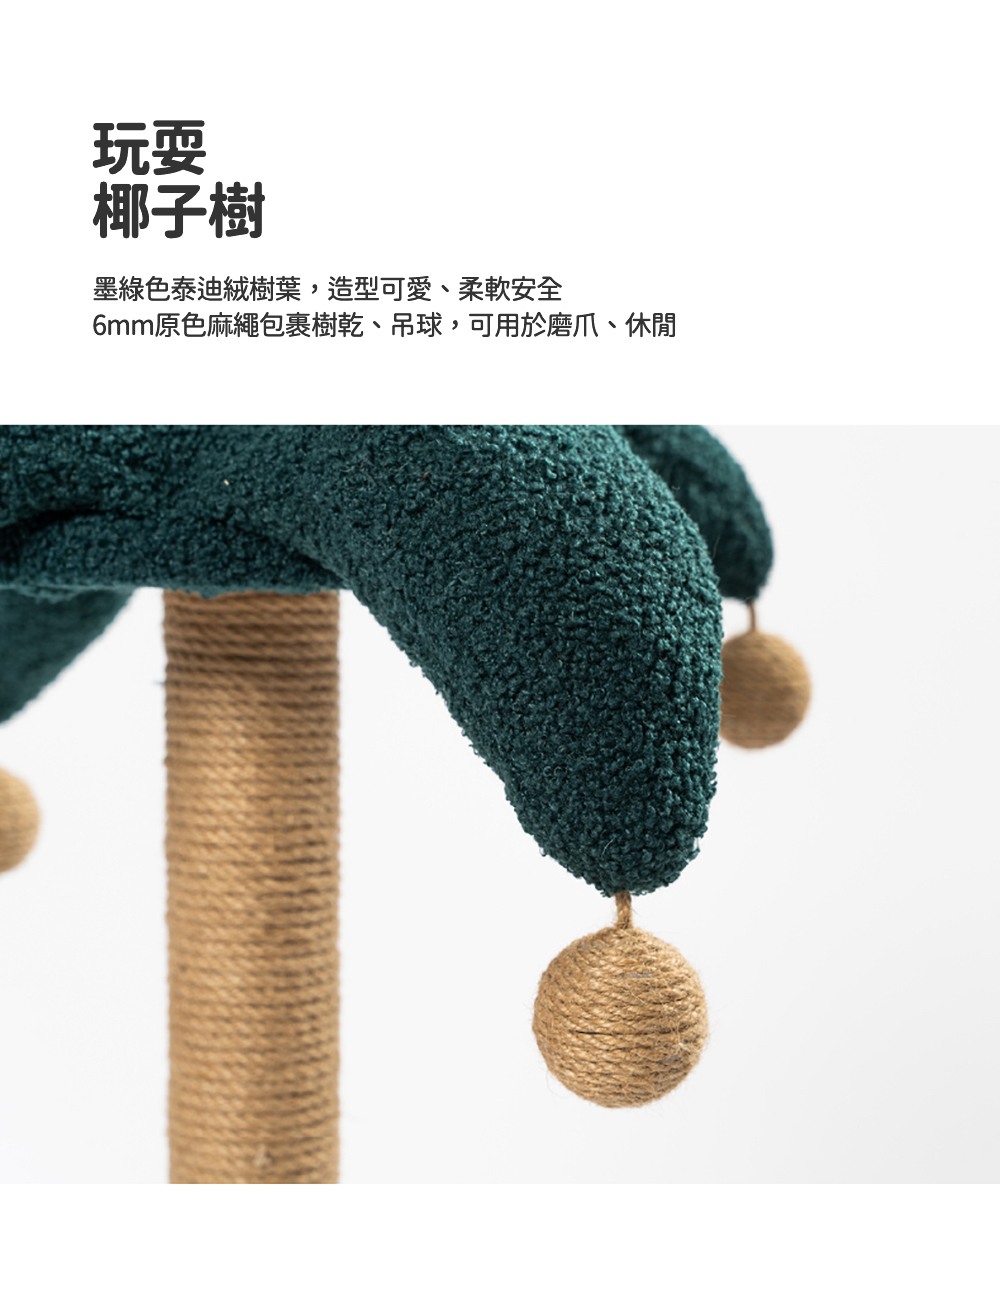 玩耍
椰子樹
墨綠色泰迪絨樹葉，造型可愛、柔軟安全
6mm原色麻繩包裹樹乾、吊球，可用於磨爪、休閒